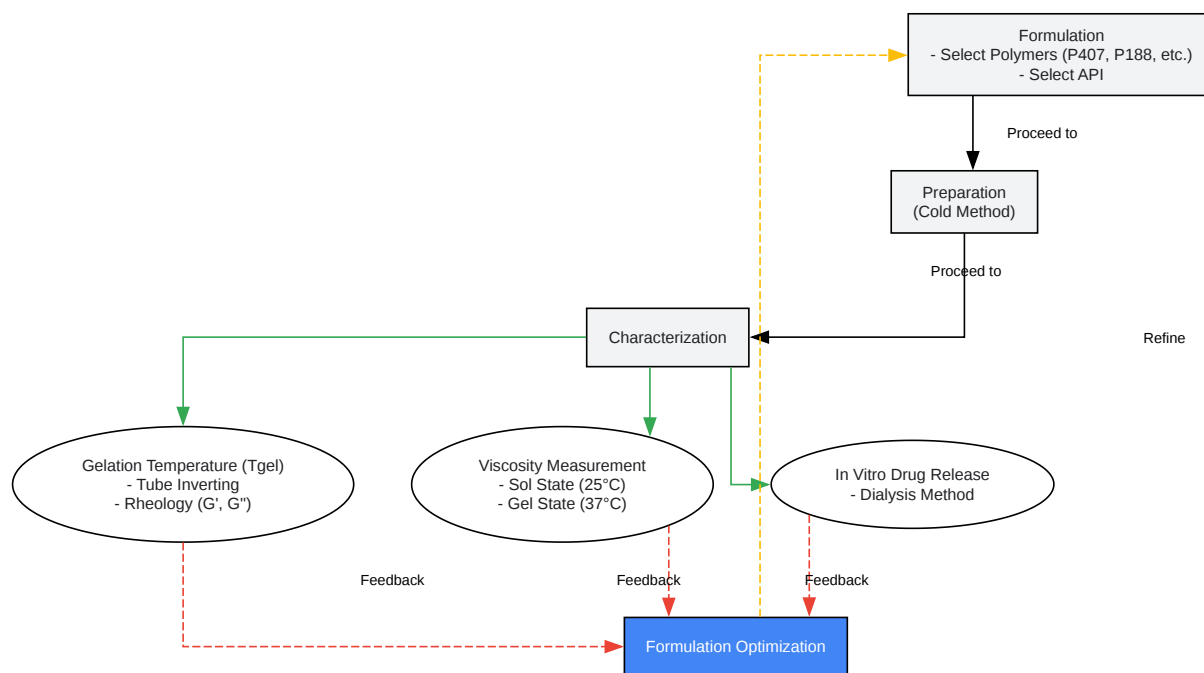 Formulation
- Select Polymers (P407, P188, etc.)
- Select API
Proceed to
Preparation
(Cold Method)
Proceed to
Characterization
Refine
Gelation Temperature (Tgel)
- Tube Inverting
- Rheology (G', G'')
Viscosity Measurement
- Sol State (25°C)
- Gel State (37°C)
In Vitro Drug Release
- Dialysis Method
Feedback
Feedback
Feedback
Formulation Optimization